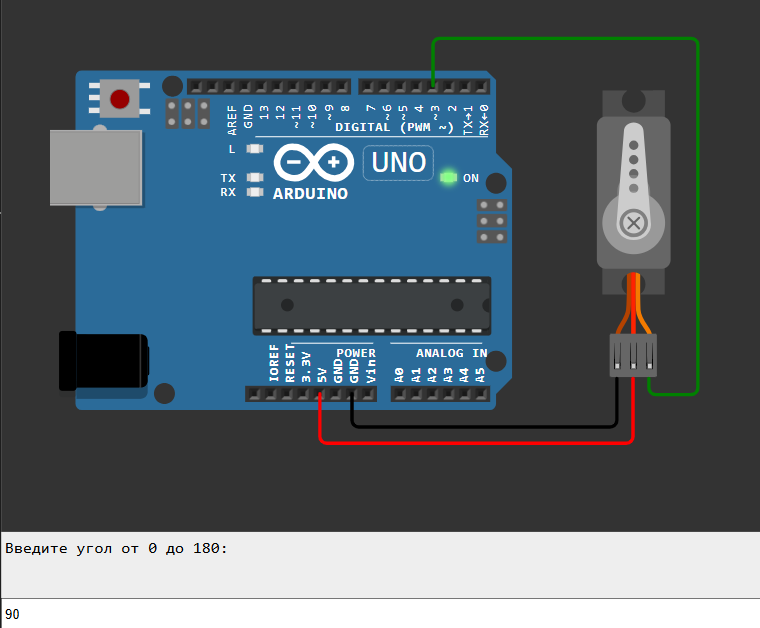 AREF
GND
13
12
~11
~10
~9
8
7
~6
~5
4
~3
2
TX→1
RX←0
DIGITAL (PWM ~)
L
TX
RX
UNO
ON
ARDUINO
POWER
ANALOG IN
IOREF
RESET
3.3V
5V
GND
GND
Vin
A0
A1
A2
A3
A4
A5
Введите угол от 0 до 180:
90